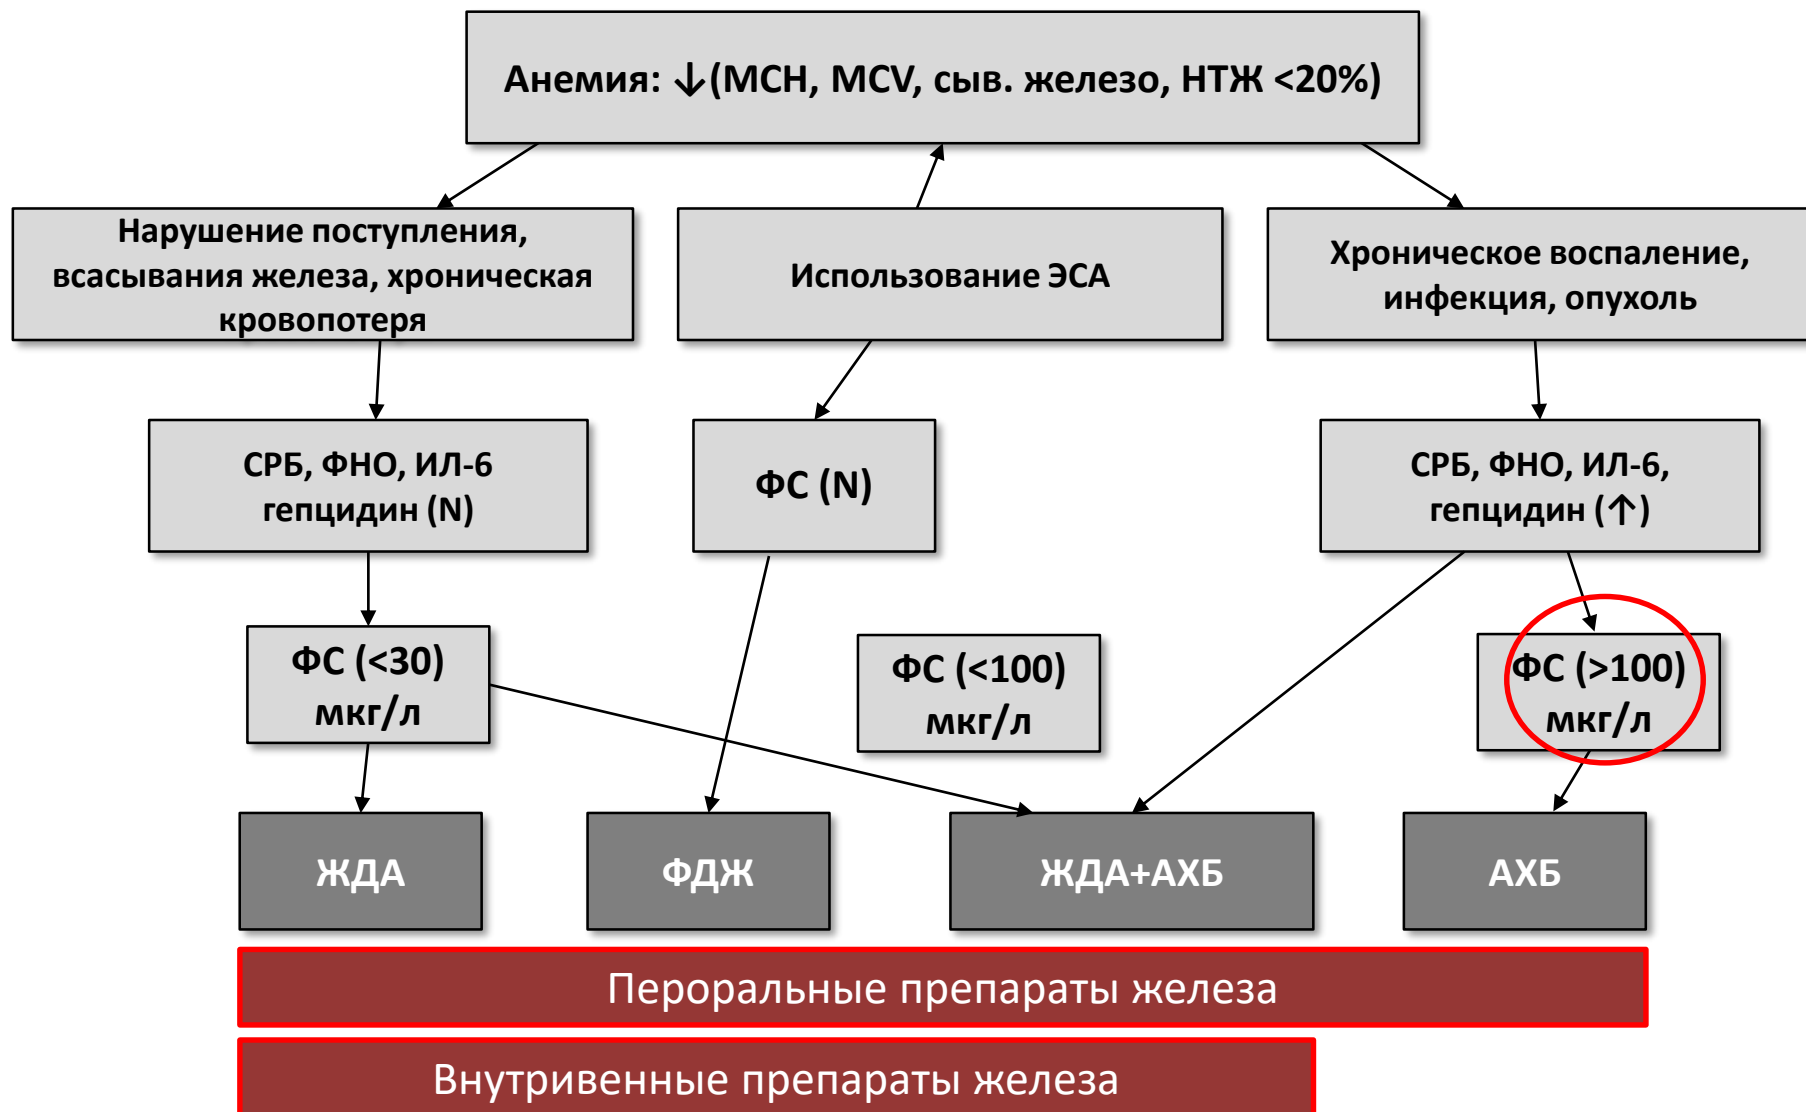 Анемия: ↓(MCH, MCV, сыв. железо, НТЖ <20%)
Нарушение поступления,
всасывания железа, хроническая
кровопотеря
Использование ЭСА
Хроническое воспаление,
инфекция, опухоль
СРБ, ФНО, ИЛ-6
гепцидин (N)
ФС (N)
СРБ, ФНО, ИЛ-6,
гепцидин (↑)
ФС (<30)
мкг/л
ФС (<100)
мкг/л
ФС (>100)
мкг/л
ЖДА
ФДЖ
ЖДА+АХБ
АХБ
Пероральные препараты железа
Внутривенные препараты железа